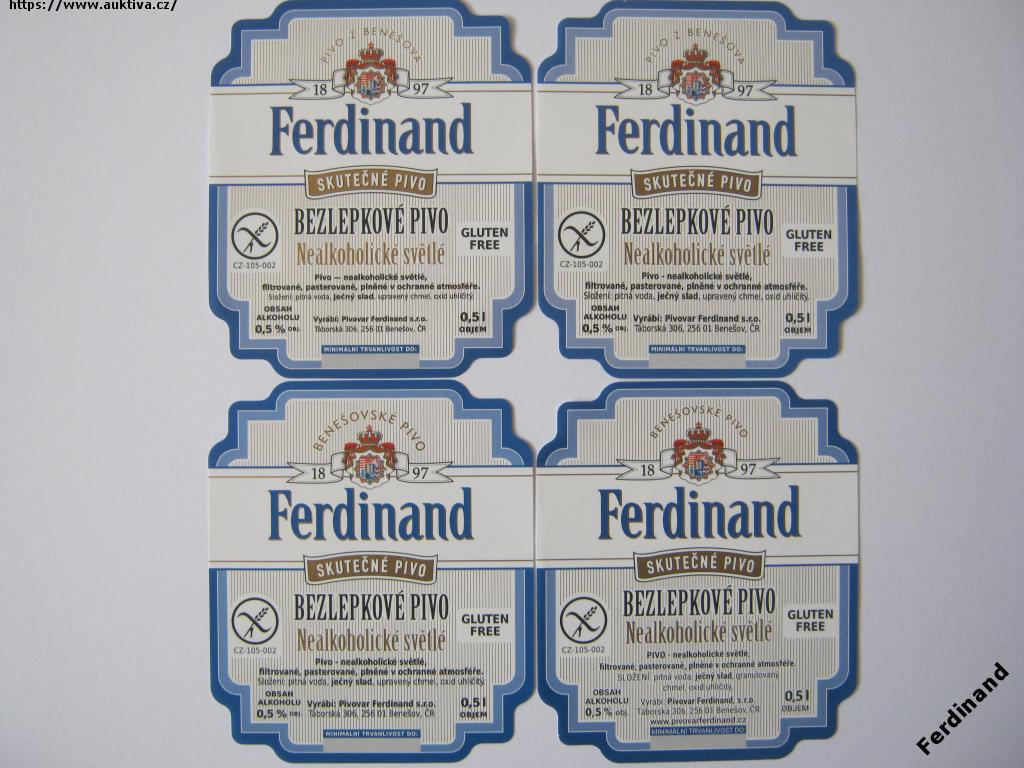 https://www.auktiva.cz/
PIVO Z BENEŠOVA
18 97
Ferdinand
SKUTEČNÉ PIVO
BEZLEPKOVÉ PIVO
Nealkoholické světlé
GLUTEN
FREE
CZ-105-002
Pivo — nealkoholické světlé,
filtrované, pasterované, plněné v ochranné atmosféře.
Složení: pitná voda, ječný slad, upravený chmel, oxid uhličitý.
OBSAH
ALKOHOLU
0,5 % obj.
Vyrábí: Pivovar Ferdinand s.r.o.
Táborská 306, 256 01 Benešov, ČR
0,5 l
OBJEM
MINIMÁLNÍ TRVANLIVOST DO:
PIVO Z BENEŠOVA
18 97
Ferdinand
SKUTEČNÉ PIVO
BEZLEPKOVÉ PIVO
Nealkoholické světlé
GLUTEN
FREE
CZ-105-002
Pivo - nealkoholické světlé,
filtrované, pasterované, plněné v ochranné atmosféře.
Složení: pitná voda, ječný slad, upravený chmel, oxid uhličitý.
OBSAH
ALKOHOLU
0,5 % obj.
Vyrábí: Pivovar Ferdinand s.r.o.
Táborská 306, 256 01 Benešov, ČR
0,5 l
OBJEM
MINIMÁLNÍ TRVANLIVOST DO:
BENEŠOVSKÉ PIVO
18 97
Ferdinand
SKUTEČNÉ PIVO
BEZLEPKOVÉ PIVO
Nealkoholické světlé
GLUTEN
FREE
CZ-105-002
Pivo - nealkoholické světlé,
filtrované, pasterované, plněné v ochranné atmosféře.
Složení: pitná voda, ječný slad, upravený chmel, oxid uhličitý.
OBSAH
ALKOHOLU
0,5 % obj.
Vyrábí: Pivovar Ferdinand s.r.o.
Táborská 306, 256 01 Benešov, ČR
0,5 l
OBJEM
MINIMÁLNÍ TRVANLIVOST DO:
BENEŠOVSKÉ PIVO
18 97
Ferdinand
SKUTEČNÉ PIVO
BEZLEPKOVÉ PIVO
Nealkoholické světlé
GLUTEN
FREE
CZ-105-002
PIVO - nealkoholické světlé,
filtrované, pasterované, plněné v ochranné atmosféře.
SLOŽENÍ: pitná voda, ječný slad, granulovaný
chmel, oxid uhličitý.
OBSAH
ALKOHOLU
0,5 % obj.
Vyrábí: Pivovar Ferdinand, s.r.o.
Táborská 306, 256 01 Benešov, ČR
www.pivovarferdinand.cz
0,5 l
OBJEM
MINIMÁLNÍ TRVANLIVOST DO:
Ferdinand